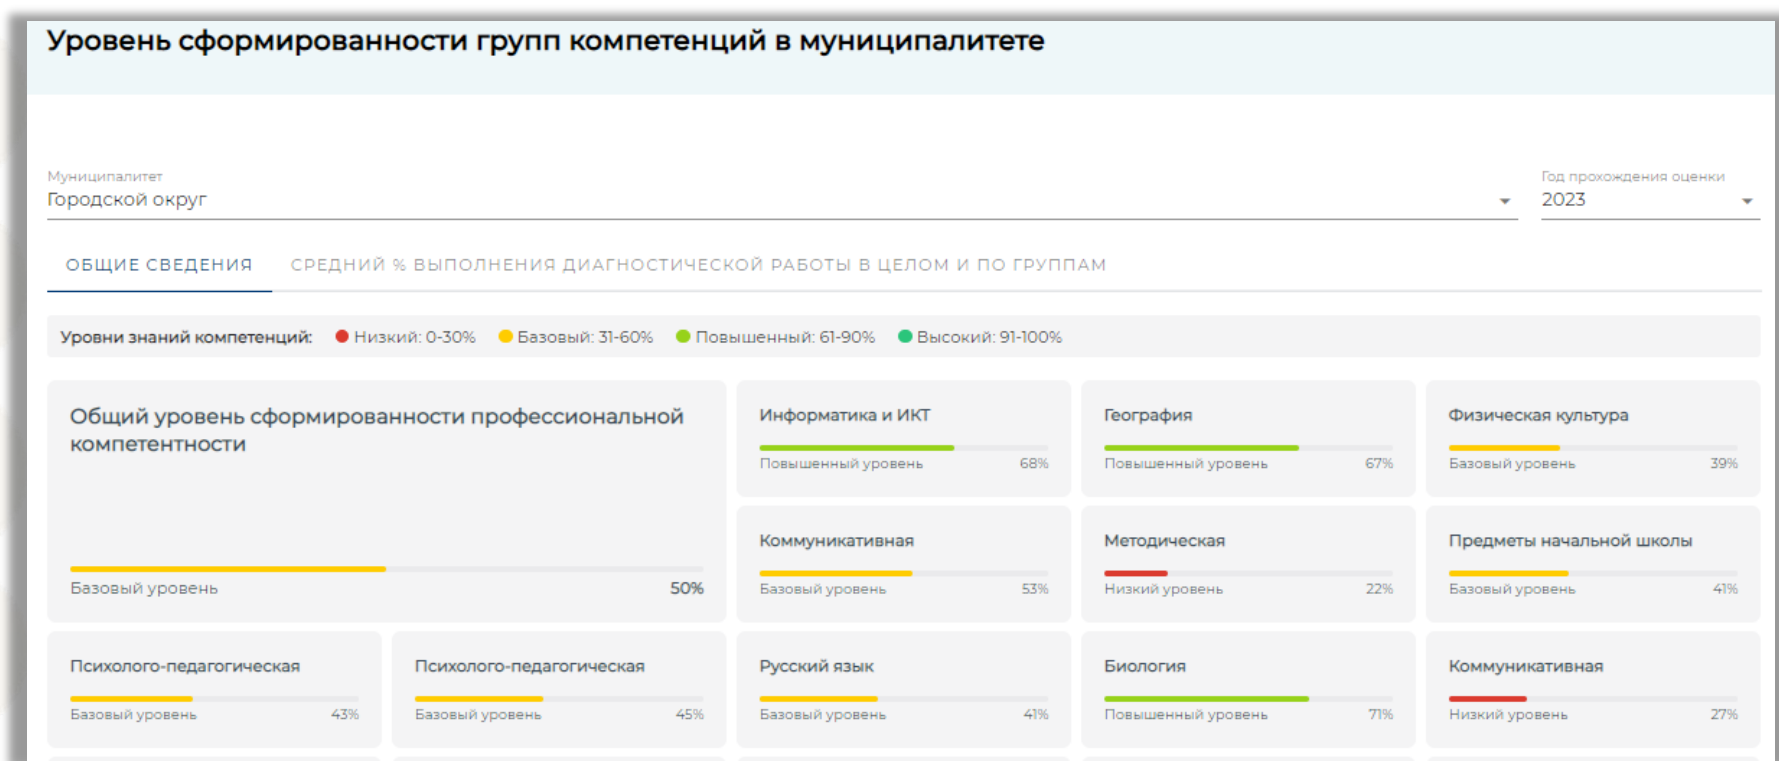 Уровень сформированности групп компетенций в муниципалитете
Муниципалитет
Городской округ
Год прохождения оценки
2023
ОБЩИЕ СВЕДЕНИЯ
СРЕДНИЙ % ВЫПОЛНЕНИЯ ДИАГНОСТИЧЕСКОЙ РАБОТЫ В ЦЕЛОМ И ПО ГРУППАМ
Уровни знаний компетенций: Низкий: 0-30% Базовый: 31-60% Повышенный: 61-90% Высокий: 91-100%
Общий уровень сформированности профессиональной
компетентности
Базовый уровень 50%
Информатика и ИКТ
Повышенный уровень 68%
География
Повышенный уровень 67%
Физическая культура
Базовый уровень 39%
Коммуникативная
Базовый уровень 53%
Методическая
Низкий уровень 22%
Предметы начальной школы
Базовый уровень 41%
Психолого-педагогическая
Базовый уровень 43%
Психолого-педагогическая
Базовый уровень 45%
Русский язык
Базовый уровень 41%
Биология
Повышенный уровень 71%
Коммуникативная
Низкий уровень 27%